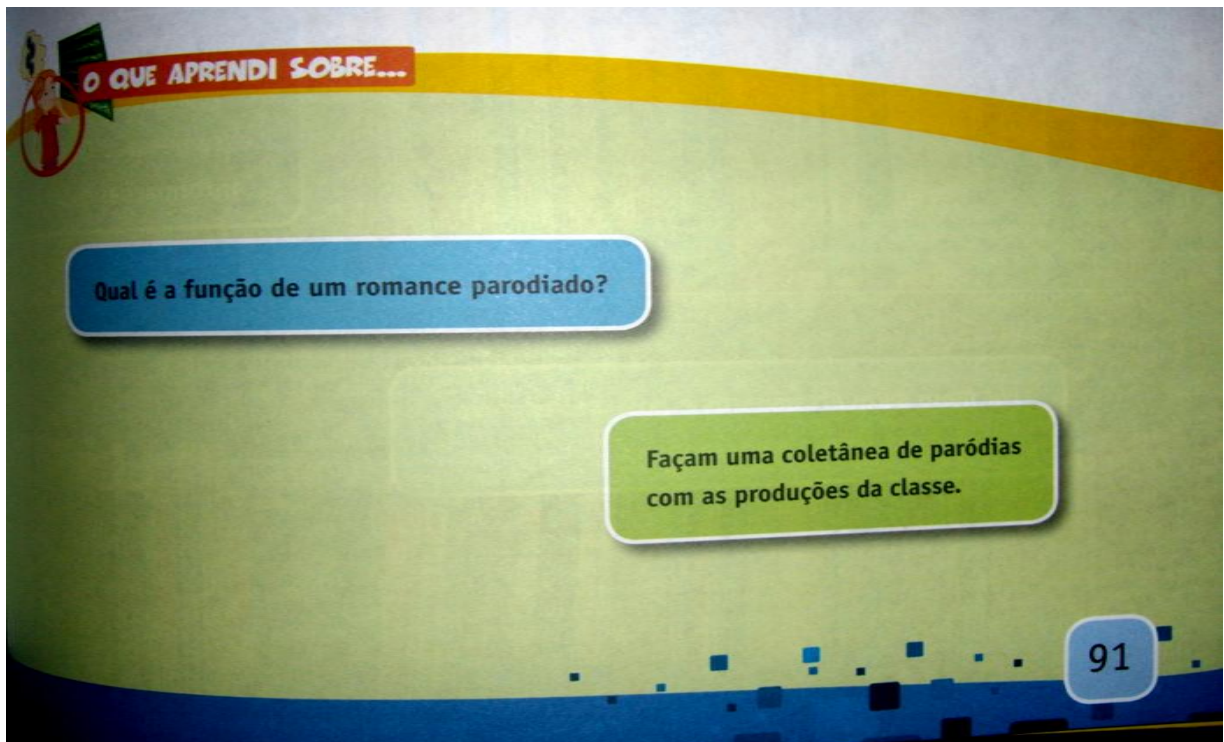 O QUE APRENDI SOBRE...
Qual é a função de um romance parodiado?
Façam uma coletânea de paródias
com as produções da classe.
91